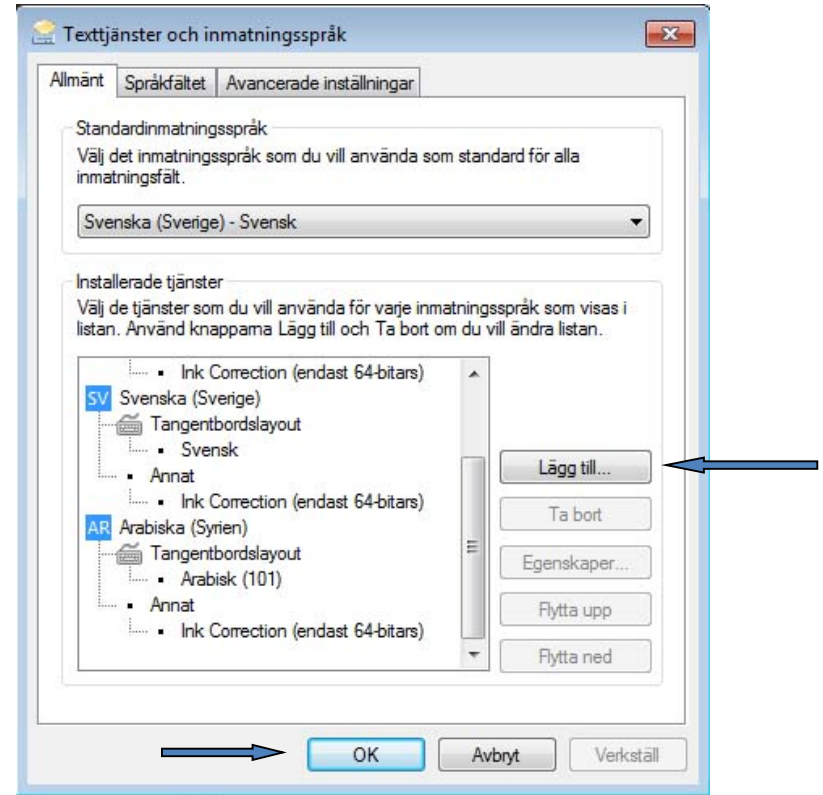 Texttjänster och inmatningsspråk
Allmänt
Språkfältet
Avancerade inställningar
Standardinmatningsspråk
Välj det inmatningsspråk som du vill använda som standard för alla
inmatningsfält.
Svenska (Sverige) - Svensk
Installerade tjänster
Välj de tjänster som du vill använda för varje inmatningsspråk som visas i
listan. Använd knapparna Lägg till och Ta bort om du vill ändra listan.
Ink Correction (endast 64-bitars)
SV Svenska (Sverige)
Tangentbordslayout
Svensk
Annat
Ink Correction (endast 64-bitars)
AR Arabiska (Syrien)
Tangentbordslayout
Arabisk (101)
Annat
Ink Correction (endast 64-bitars)
Lägg till...
Ta bort
Egenskaper...
Flytta upp
Flytta ned
OK
Avbryt
Verkställ